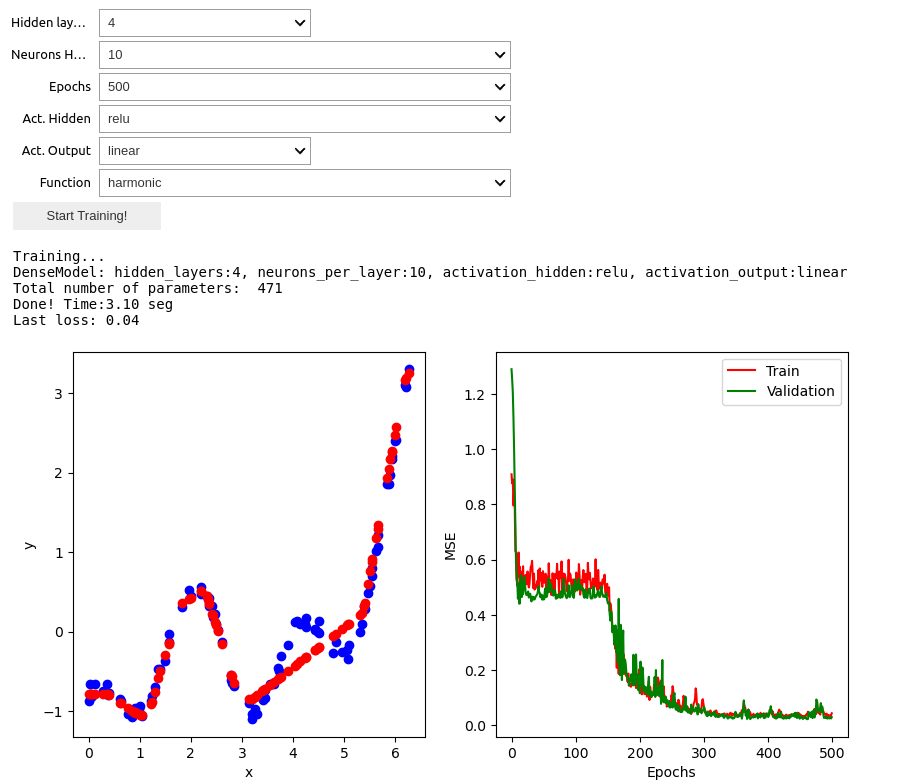 Hidden lay... 4
Neurons H... 10
Epochs 500
Act. Hidden relu
Act. Output linear
Function harmonic
Start Training!
Training...
DenseModel: hidden_layers:4, neurons_per_layer:10, activation_hidden:relu, activation_output:linear
Total number of parameters:  471
Done! Time:3.10 seg
Last loss: 0.04
3
2
1
0
−1
y
0 1 2 3 4 5 6
x
1.2
1.0
0.8
0.6
0.4
0.2
0.0
MSE
Train
Validation
0 100 200 300 400 500
Epochs